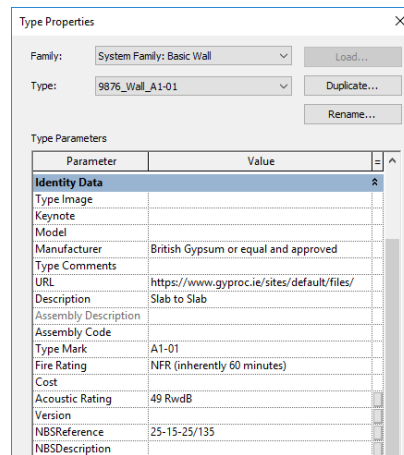 Type Properties
Family: System Family: Basic Wall Load...
Type: 9876_Wall_A1-01 Duplicate...
Rename...
Type Parameters
Parameter Value =
Identity Data
Type Image
Keynote
Model
Manufacturer British Gypsum or equal and approved
Type Comments
URL https://www.gyproc.ie/sites/default/files/
Description Slab to Slab
Assembly Description
Assembly Code
Type Mark A1-01
Fire Rating NFR (inherently 60 minutes)
Cost
Acoustic Rating 49 RwdB
Version
NBSReference 25-15-25/135
NBSDescription